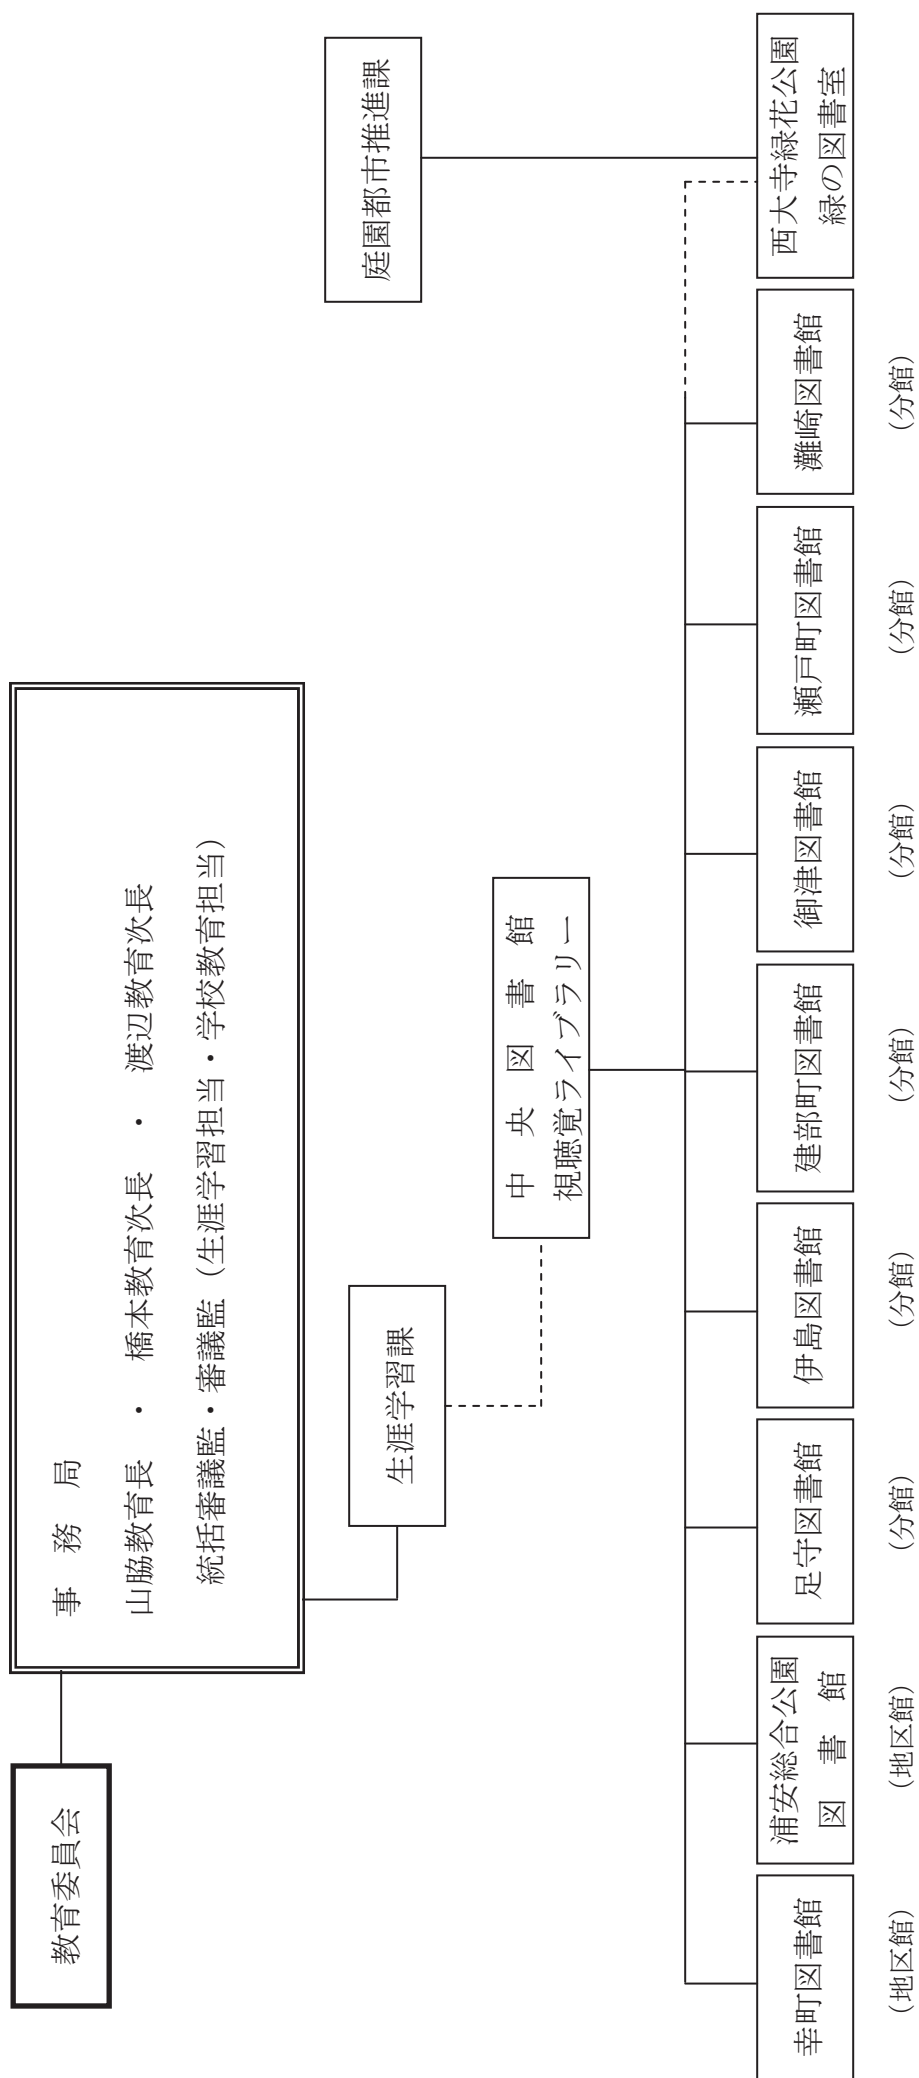 教育委員会
事　務　局
山脇教育長　・　橋本教育次長　・　渡辺教育次長
統括審議監・審議監（生涯学習担当・学校教育担当）
生涯学習課
庭園都市推進課
中　央　図　書　館
視聴覚ライブラリー
幸町図書館
(地区館)
浦安総合公園
図　書　館
(地区館)
足守図書館
(分館)
伊島図書館
(分館)
建部町図書館
(分館)
御津図書館
(分館)
瀬戸町図書館
(分館)
灘崎図書館
(分館)
西大寺緑花公園
緑の図書室